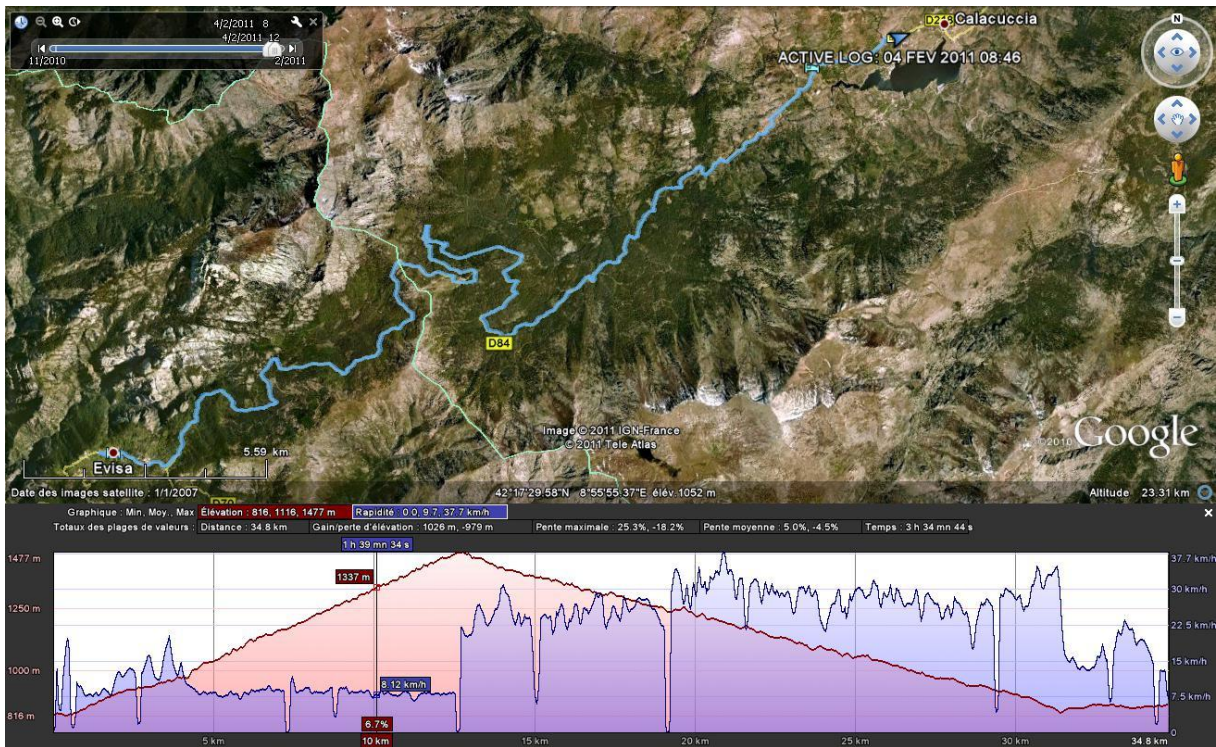 4/2/2011 8
4/2/2011 12
11/2010
2/2011
D218
Calacuccia
N
ACTIVE LOG: 04 FEV 2011 08:46
D84
Image © 2011 IGN-France
© 2011 Tele Atlas
©2010 Google
5.59 km
Evisa
D70
Date des images satellite : 1/1/2007
42°17'29.58"N 8°55'55.37"E élév. 1052 m
Altitude 23.31 km
Graphique : Min, Moy., Max Élévation : 816, 1116, 1477 m Rapidité : 0.0, 9.7, 37.7 km/h
Totaux des plages de valeurs : Distance : 34.8 km Gain/perte d'élévation : 1026 m, -979 m Pente maximale : 25.3%, -18.2% Pente moyenne : 5.0%, -4.5% Temps : 3 h 34 mn 44 s
1 h 39 mn 34 s
1477 m
37.7 km/h
1337 m
30 km/h
1250 m
22.5 km/h
1000 m
15 km/h
8.12 km/h
7.5 km/h
816 m
6.7%
0
5 km
10 km
15 km
20 km
25 km
30 km
34.8 km